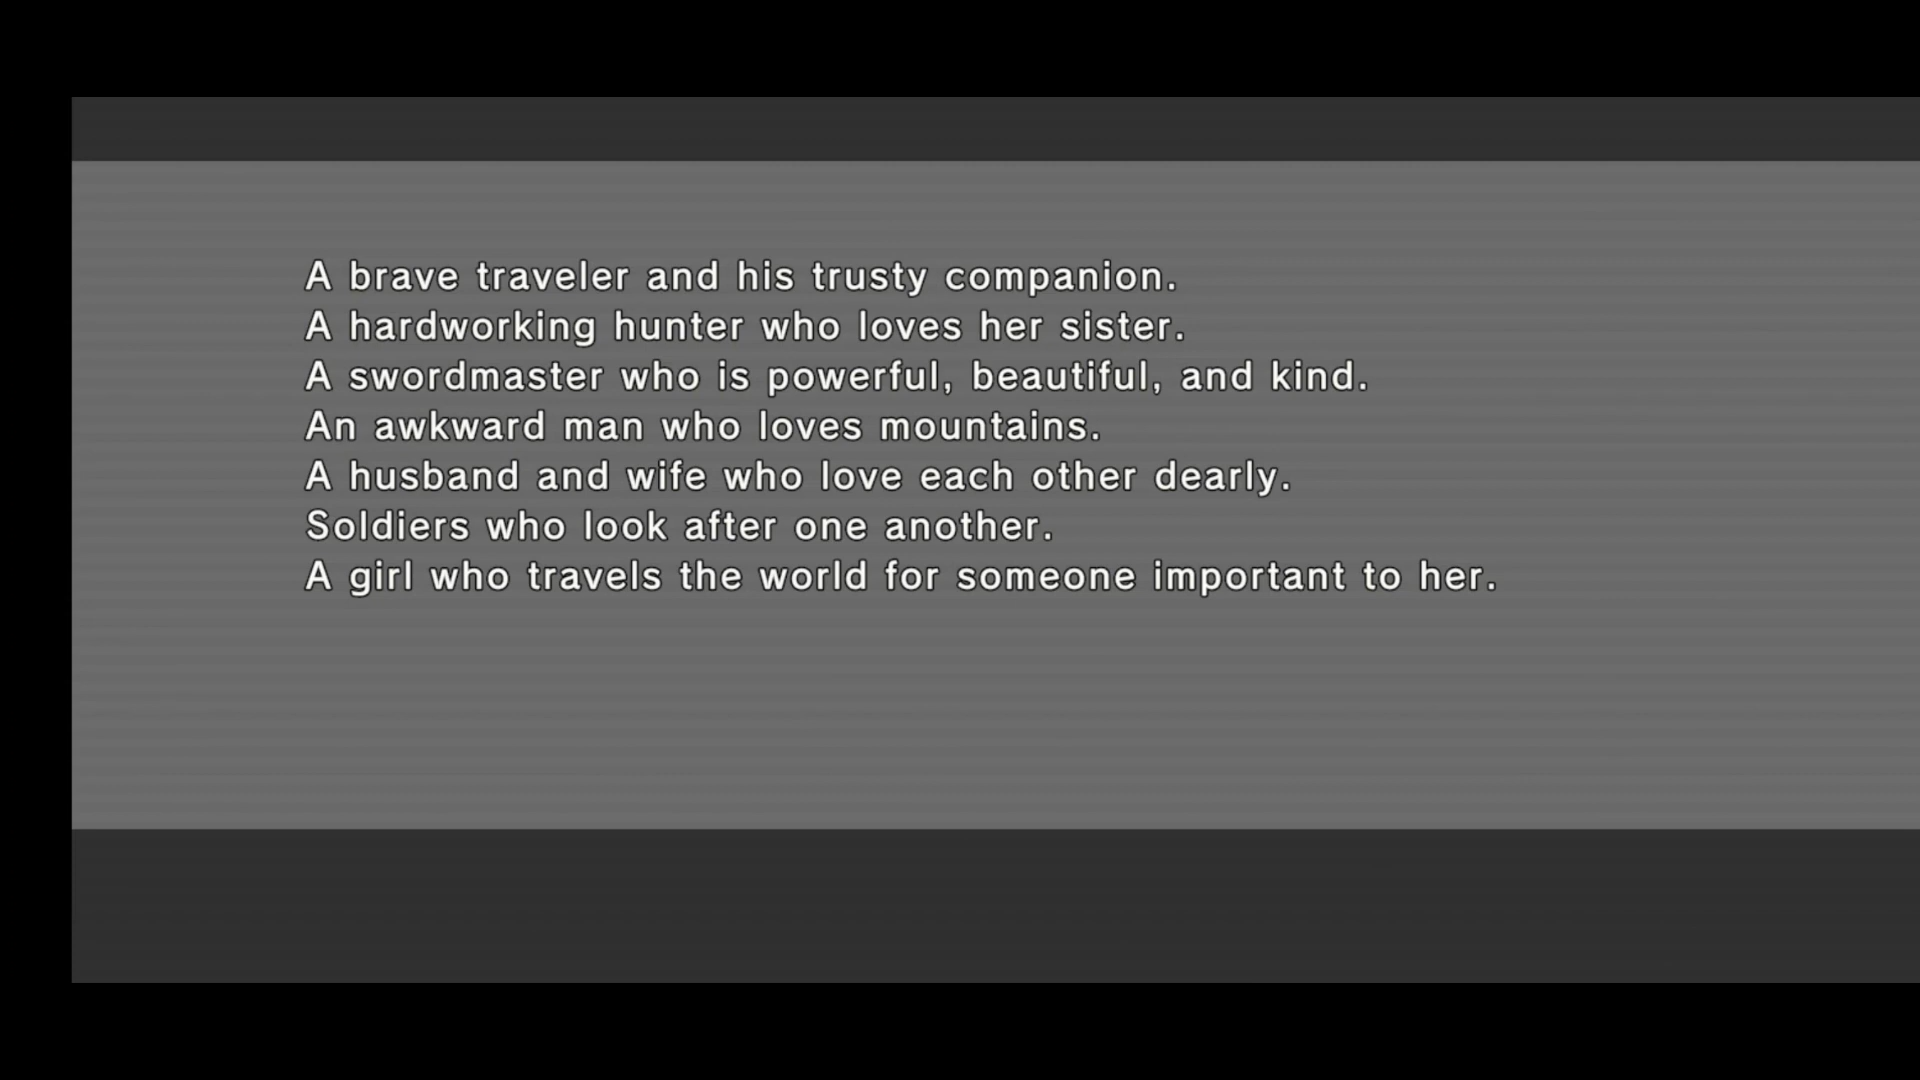 A brave traveler and his trusty companion.
A hardworking hunter who loves her sister.
A swordmaster who is powerful, beautiful, and kind.
An awkward man who loves mountains.
A husband and wife who love each other dearly.
Soldiers who look after one another.
A girl who travels the world for someone important to her.